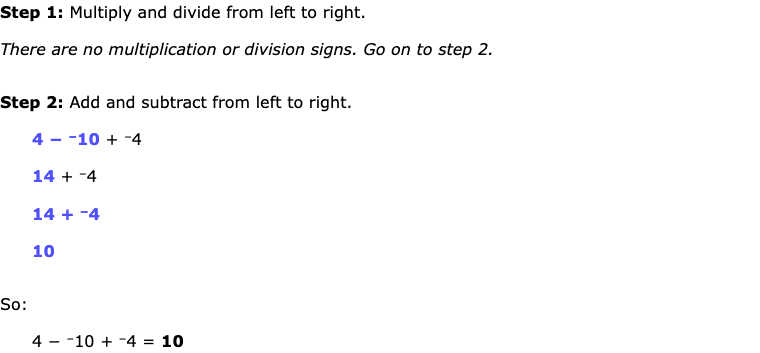 Step 1: Multiply and divide from left to right.
There are no multiplication or division signs. Go on to step 2.
Step 2: Add and subtract from left to right.
4 − ⁻10 + ⁻4
14 + ⁻4
14 + ⁻4
10
So:
4 − ⁻10 + ⁻4 = 10